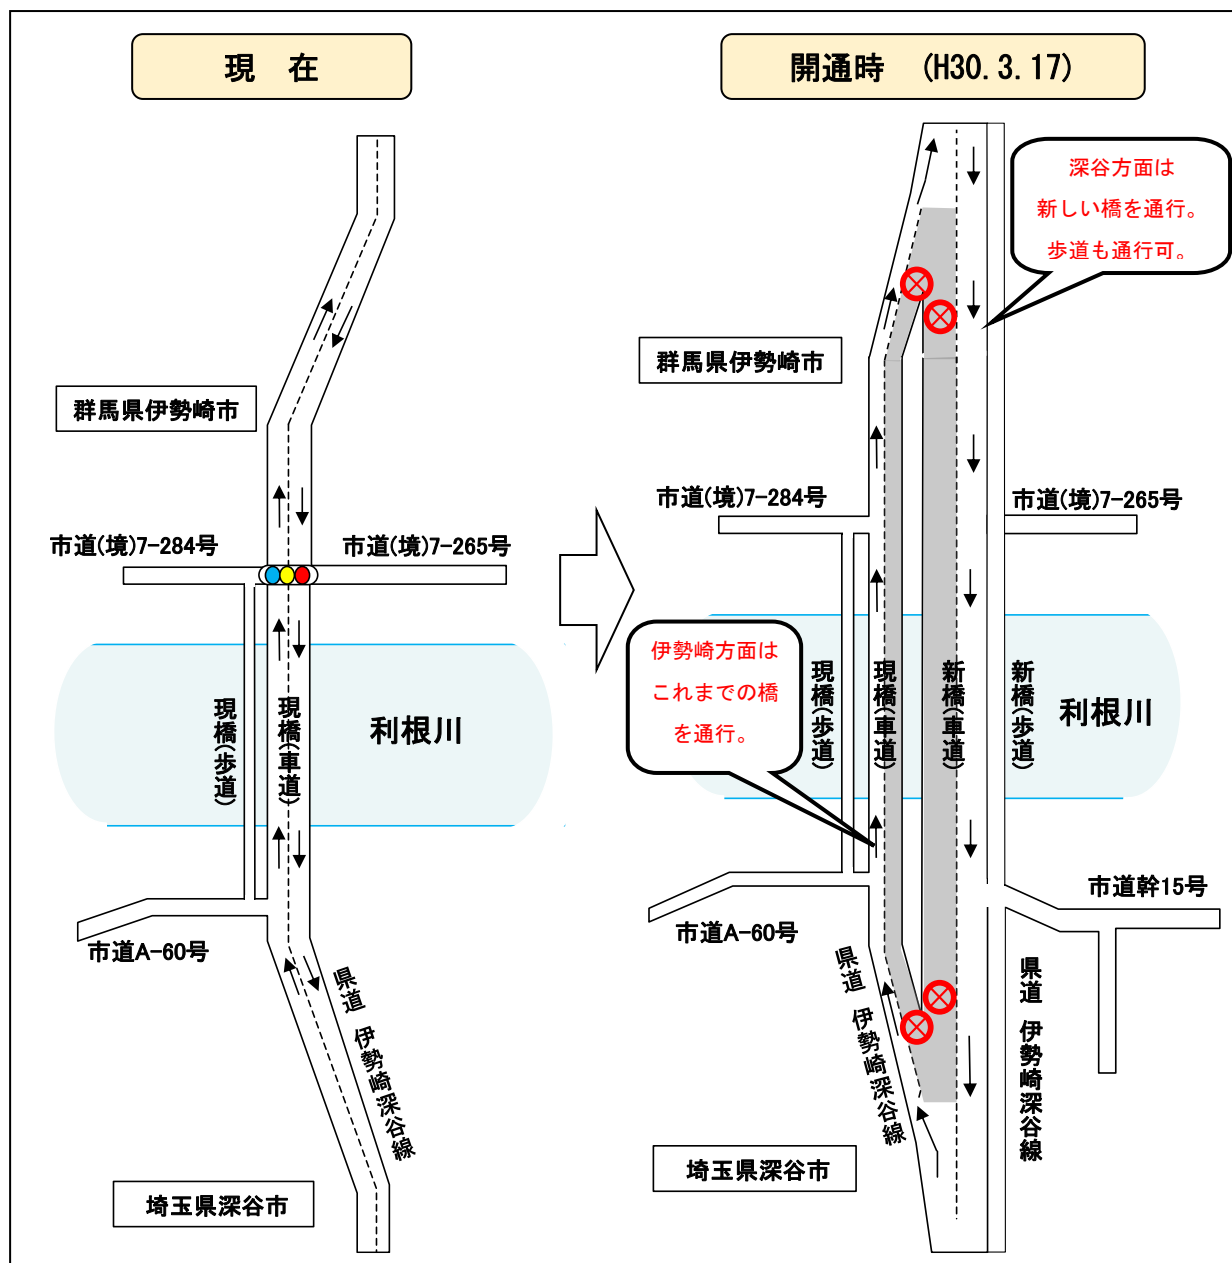 現　在
群馬県伊勢崎市
市道(境)7-284号
市道(境)7-265号
現橋(歩道)
現橋(車道)
利根川
市道A-60号
県道　伊勢崎深谷線
埼玉県深谷市
開通時　(H30.3.17)
深谷方面は
新しい橋を通行。
歩道も通行可。
群馬県伊勢崎市
市道(境)7-284号
市道(境)7-265号
伊勢崎方面は
これまでの橋
を通行。
現橋(歩道)
現橋(車道)
新橋(車道)
新橋(歩道)
利根川
市道幹15号
市道A-60号
県道　伊勢崎深谷線
県道　伊勢崎深谷線
埼玉県深谷市